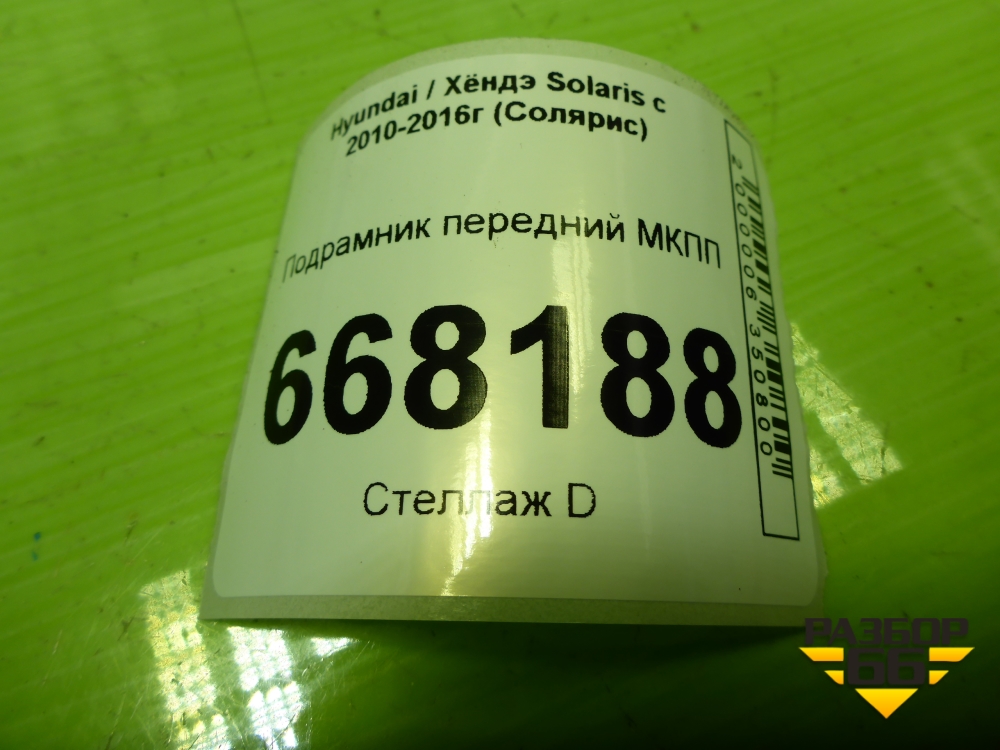 Hyundai / Хёндэ Solaris с
2010-2016г (Солярис)
Подрамник передний МКПП
668188
Стеллаж D
2000006350800
РАЗБОР
66